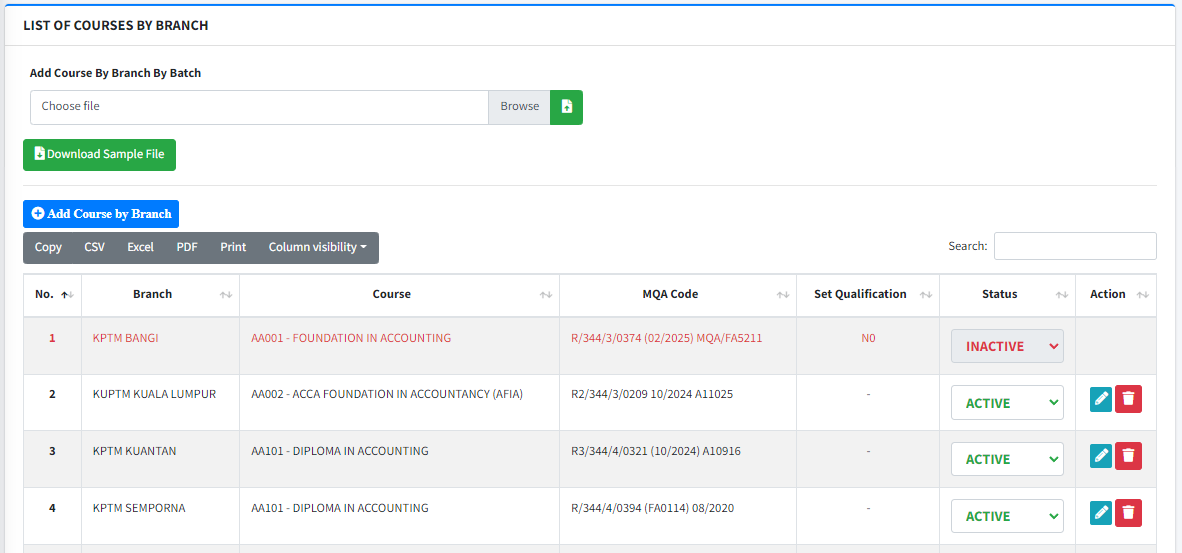 LIST OF COURSES BY BRANCH
Add Course By Branch By Batch
Choose file Browse
Download Sample File
Add Course by Branch
Copy CSV Excel PDF Print Column visibility Search:
No. Branch Course MQA Code Set Qualification Status Action
1 KPTM BANGI AA001 - FOUNDATION IN ACCOUNTING R/344/3/0374 (02/2025) MQA/FA5211 N0 INACTIVE
2 KUPTM KUALA LUMPUR AA002 - ACCA FOUNDATION IN ACCOUNTANCY (AFIA) R2/344/3/0209 10/2024 A11025 - ACTIVE
3 KPTM KUANTAN AA101 - DIPLOMA IN ACCOUNTING R3/344/4/0321 (10/2024) A10916 - ACTIVE
4 KPTM SEMPORNA AA101 - DIPLOMA IN ACCOUNTING R/344/4/0394 (FA0114) 08/2020 - ACTIVE